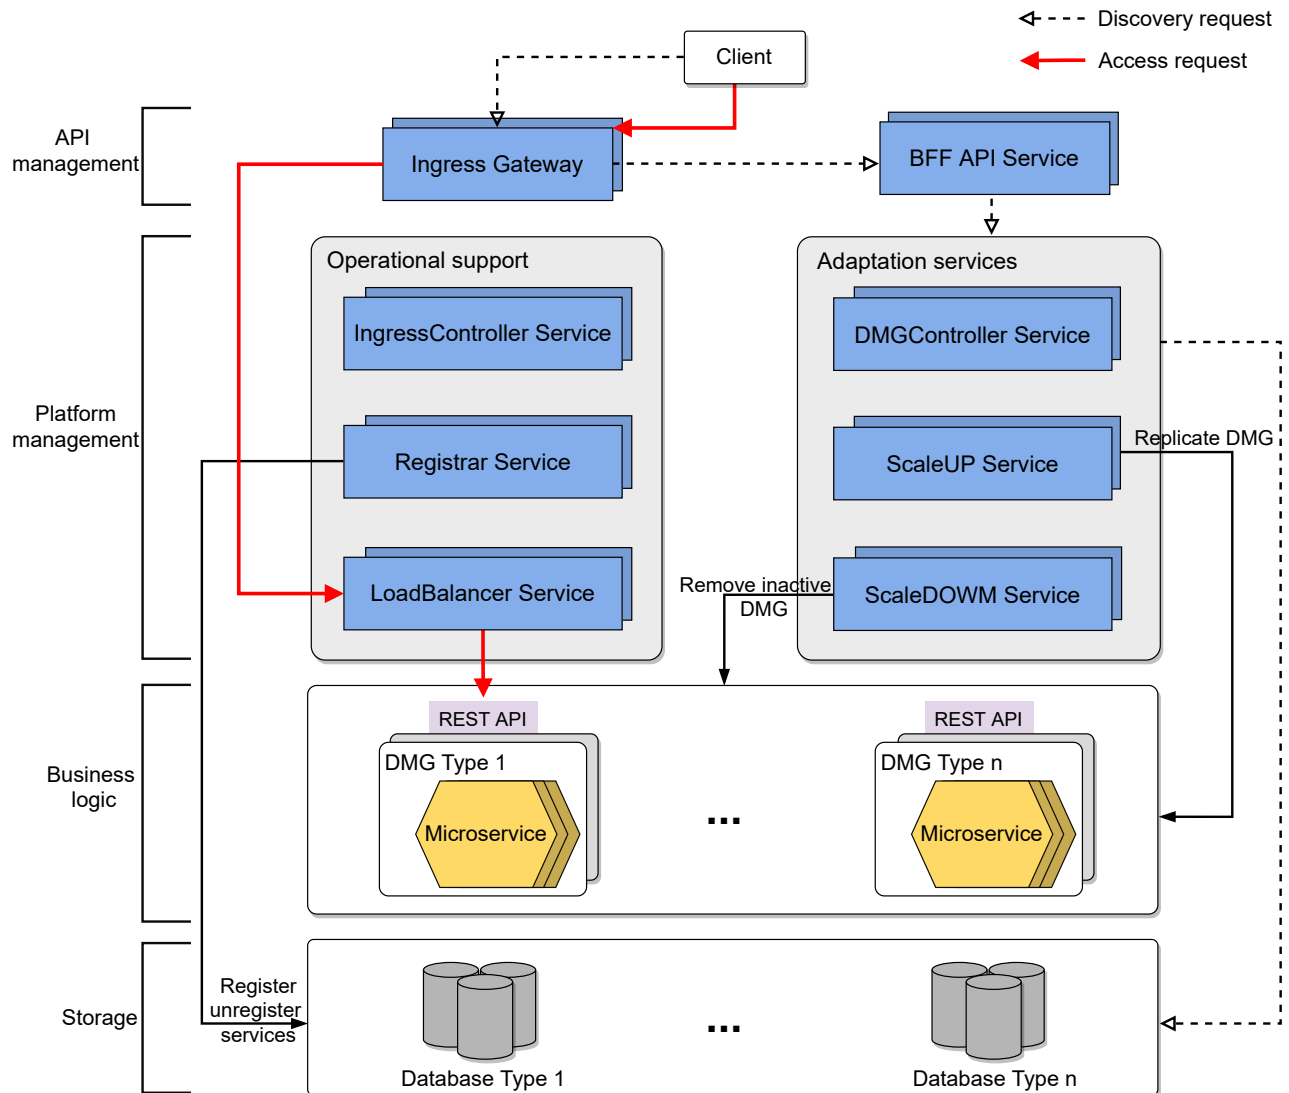 Discovery request
Access request
Client
API
management
Ingress Gateway
BFF API Service
Platform
management
Operational support
IngressController Service
Registrar Service
LoadBalancer Service
Adaptation services
DMGController Service
ScaleUP Service
ScaleDOWM Service
Replicate DMG
Remove inactive
DMG
Business
logic
REST API
DMG Type 1
Microservice
...
REST API
DMG Type n
Microservice
Storage
Register
unregister
services
Database Type 1
...
Database Type n